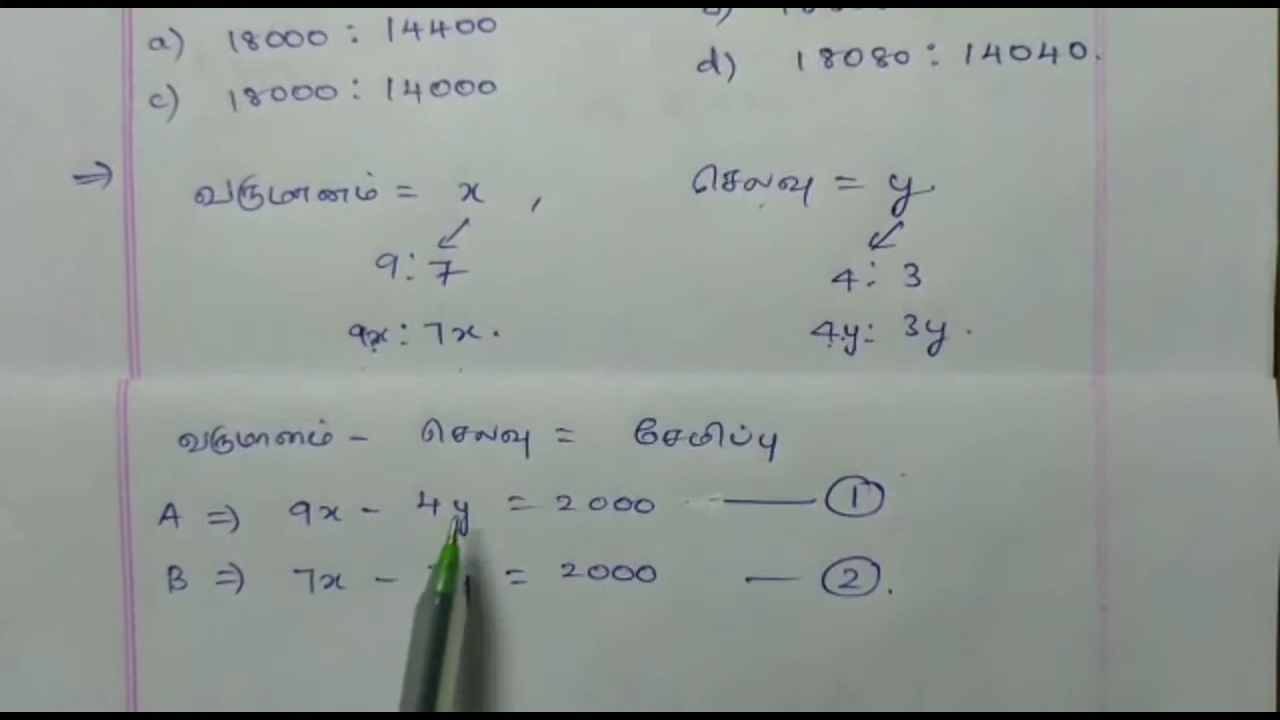 a) 18000 : 14400
d) 18080 : 14040.
c) 18000 : 14000
⇒ வருமானம் = x , செலவு = y
9 : 7 4 : 3
9x : 7x. 4y : 3y.
வருமானம் - செலவு = சேமிப்பு
A ⇒ 9x - 4y = 2000 —— ①
B ⇒ 7x - = 2000 — ②.